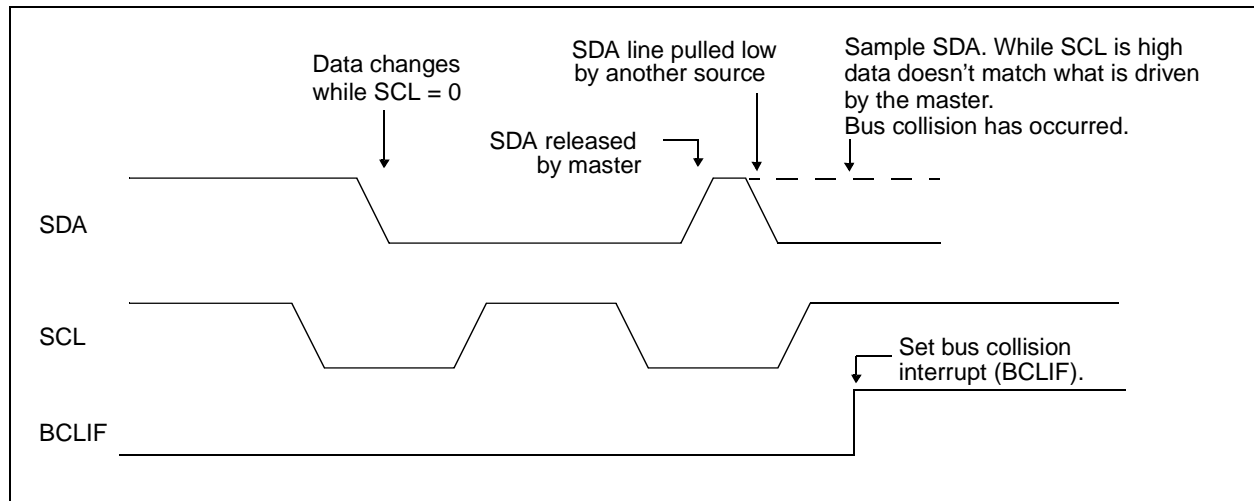 Data changes
while SCL = 0
SDA line pulled low
by another source
Sample SDA. While SCL is high
data doesn't match what is driven
by the master.
Bus collision has occurred.
SDA released
by master
SDA
SCL
Set bus collision
interrupt (BCLIF).
BCLIF